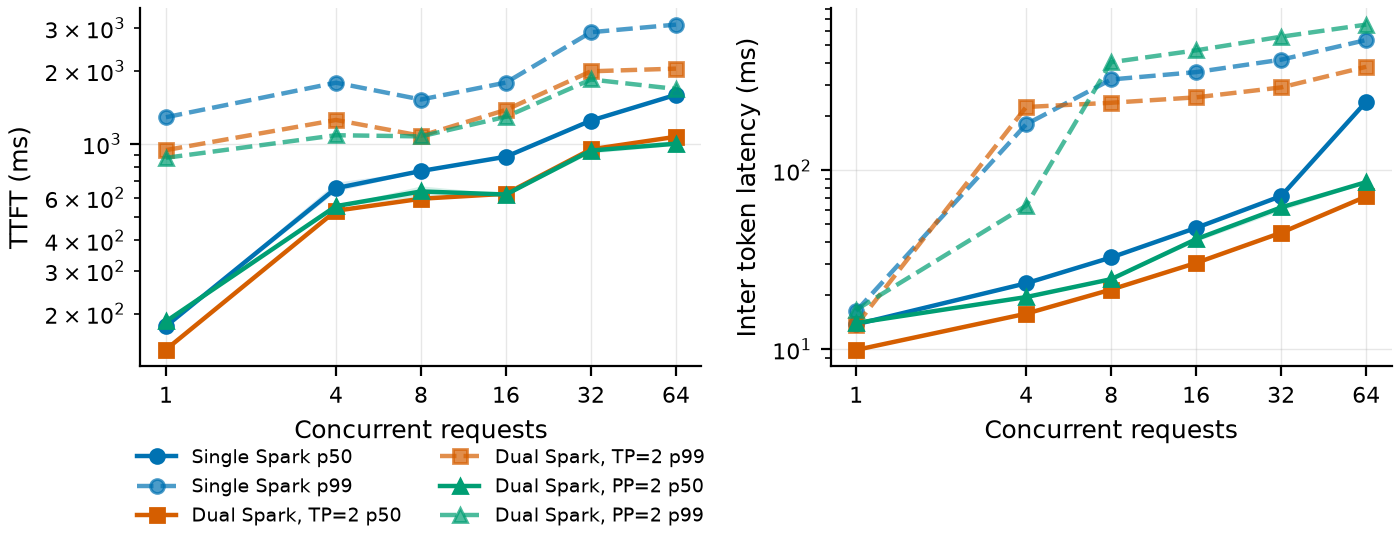 TTFT (ms)
3 × 10³
2 × 10³
10³
6 × 10²
4 × 10²
3 × 10²
2 × 10²
1 4 8 16 32 64
Concurrent requests
Inter token latency (ms)
10²
10¹
1 4 8 16 32 64
Concurrent requests
Single Spark p50
Single Spark p99
Dual Spark, TP=2 p50
Dual Spark, TP=2 p99
Dual Spark, PP=2 p50
Dual Spark, PP=2 p99